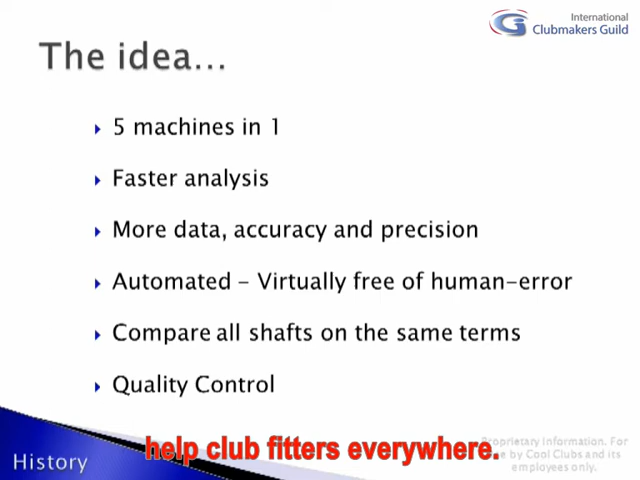 International
Clubmakers Guild
The idea...
5 machines in 1
Faster analysis
More data, accuracy and precision
Automated – Virtually free of human-error
Compare all shafts on the same terms
Quality Control
help club fitters everywhere.
Proprietary Information. For
use by Cool Clubs and its
employees only.
History